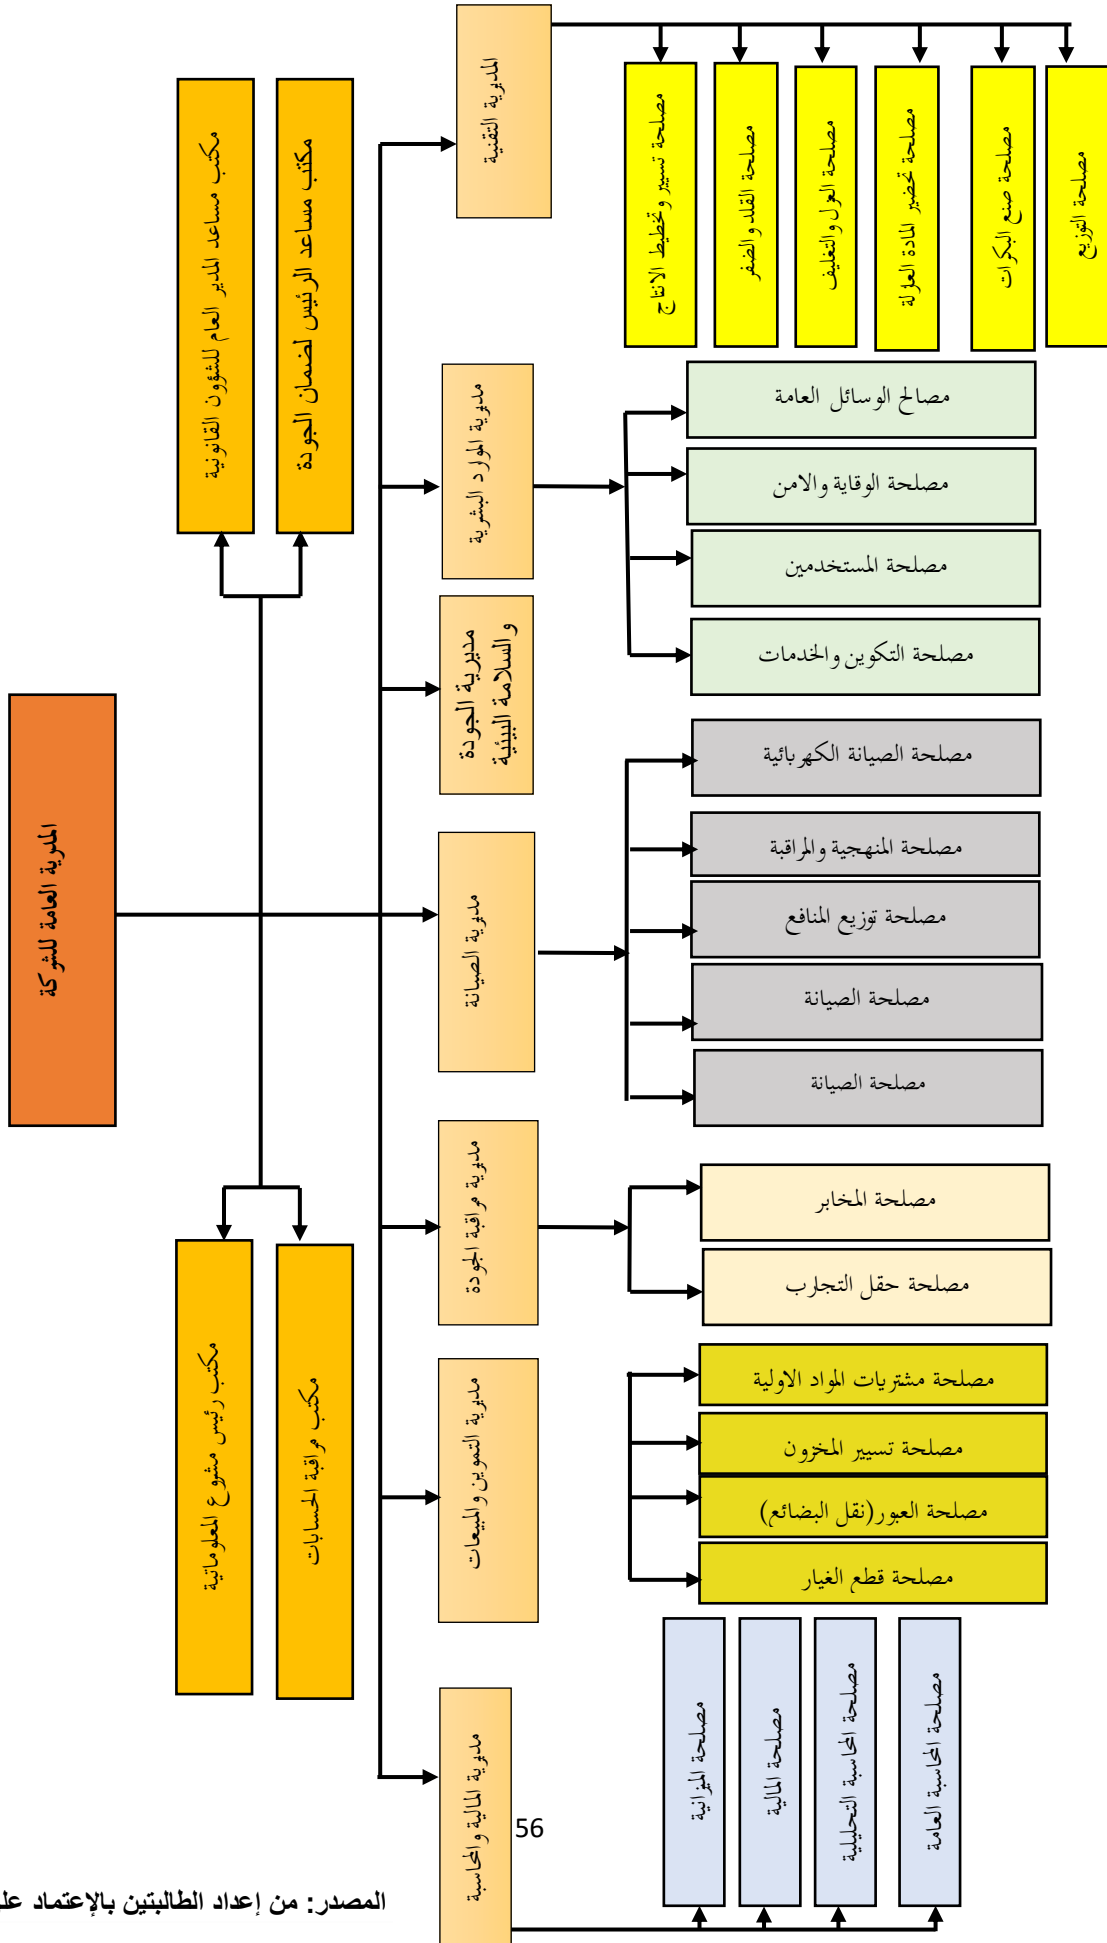 المديرية العامة للشركة
مكتب مساعد المدير العام للشؤون القانونية
مكتب مساعد الرئيس لضمان الجودة
مكتب رئيس مشروع المعلوماتية
مكتب مراقبة الحسابات
المديرية التقنية
مديرية الموارد البشرية
مديرية الجودة
والسلامة البيئية
مديرية الصيانة
مديرية مراقبة الجودة
مديرية التموين والمبيعات
مديرية المالية والمحاسبة
مصلحة تسيير وتخطيط الانتاج
مصلحة القلد والضفر
مصلحة العزل والتغليف
مصلحة تحضير المادة العازلة
مصلحة صنع البكرات
مصلحة التوزيع
مصالح الوسائل العامة
مصلحة الوقاية والامن
مصلحة المستخدمين
مصلحة التكوين والخدمات
مصلحة الصيانة الكهربائية
مصلحة المنهجية والمراقبة
مصلحة توزيع المنافع
مصلحة الصيانة
مصلحة الصيانة
مصلحة المخابر
مصلحة حقل التجارب
مصلحة مشتريات المواد الاولية
مصلحة تسيير المخزون
مصلحة العبور(نقل البضائع)
مصلحة قطع الغيار
مصلحة الميزانية
مصلحة المالية
مصلحة المحاسبة التحليلية
مصلحة المحاسبة العامة
56
المصدر: من إعداد الطالبتين بالإعتماد على